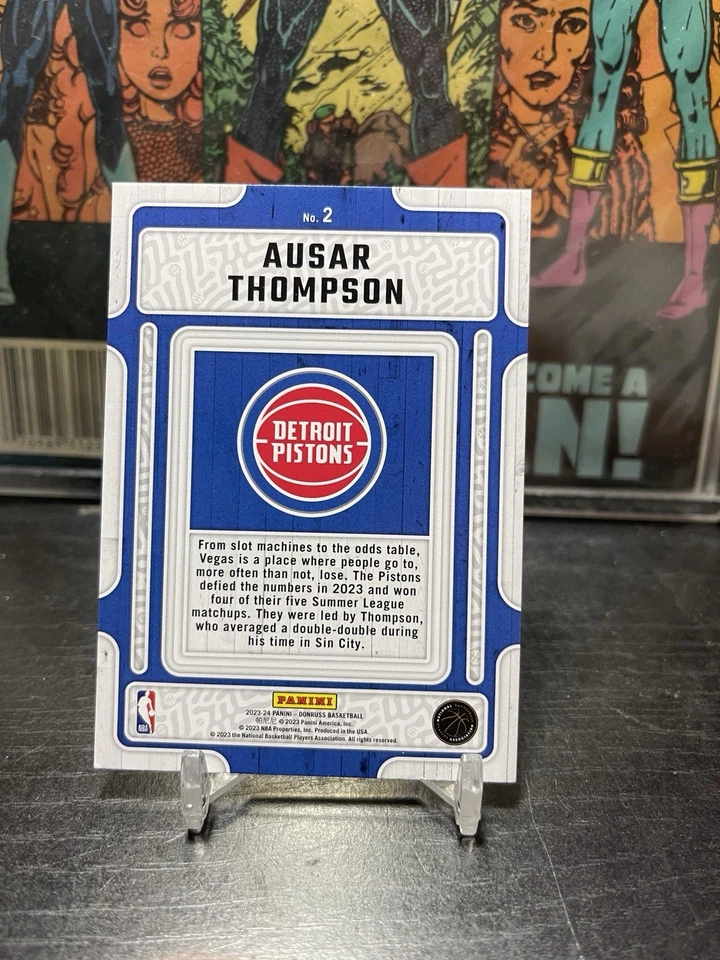 No. 2
AUSAR
THOMPSON
DETROIT
PISTONS
From slot machines to the odds table,
Vegas is a place where people go to,
more often than not, lose. The Pistons
defied the numbers in 2023 and won
four of their five Summer League
matchups. They were led by Thompson,
who averaged a double-double during
his time in Sin City.
PANINI
2023-24 PANINI – DONRUSS BASKETBALL
帕尼尼 © 2023 Panini America, Inc.
© 2023 NBA Properties, Inc. Produced in the USA
© 2023 the National Basketball Players Association. All rights reserved.
NBA
COME A
N!